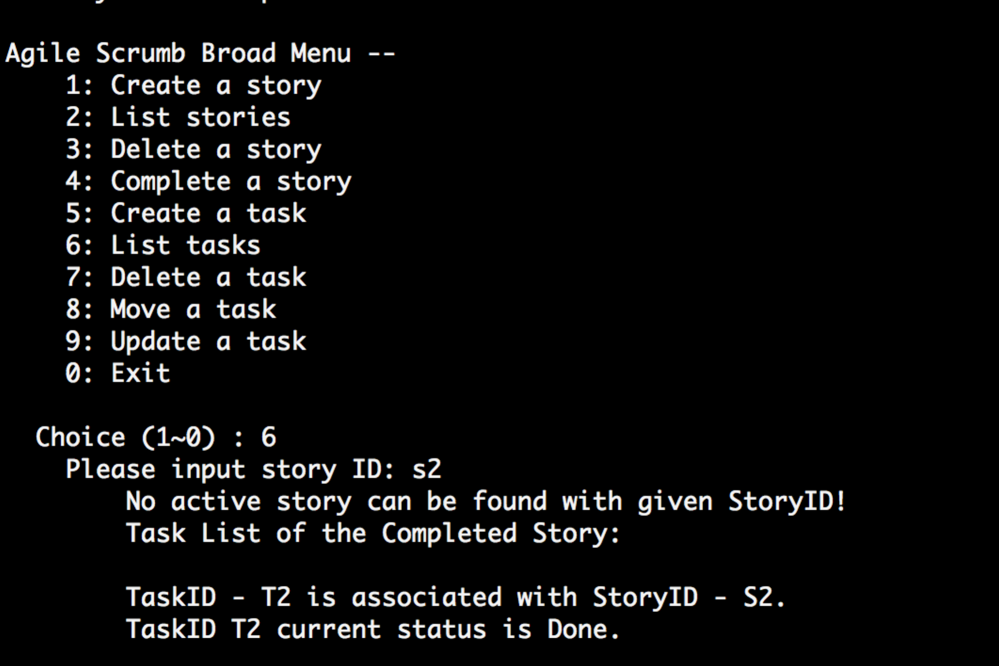 Agile Scrumb Broad Menu --
1: Create a story
2: List stories
3: Delete a story
4: Complete a story
5: Create a task
6: List tasks
7: Delete a task
8: Move a task
9: Update a task
0: Exit
Choice (1~0) : 6
Please input story ID: s2
No active story can be found with given StoryID!
Task List of the Completed Story:
TaskID - T2 is associated with StoryID - S2.
TaskID T2 current status is Done.